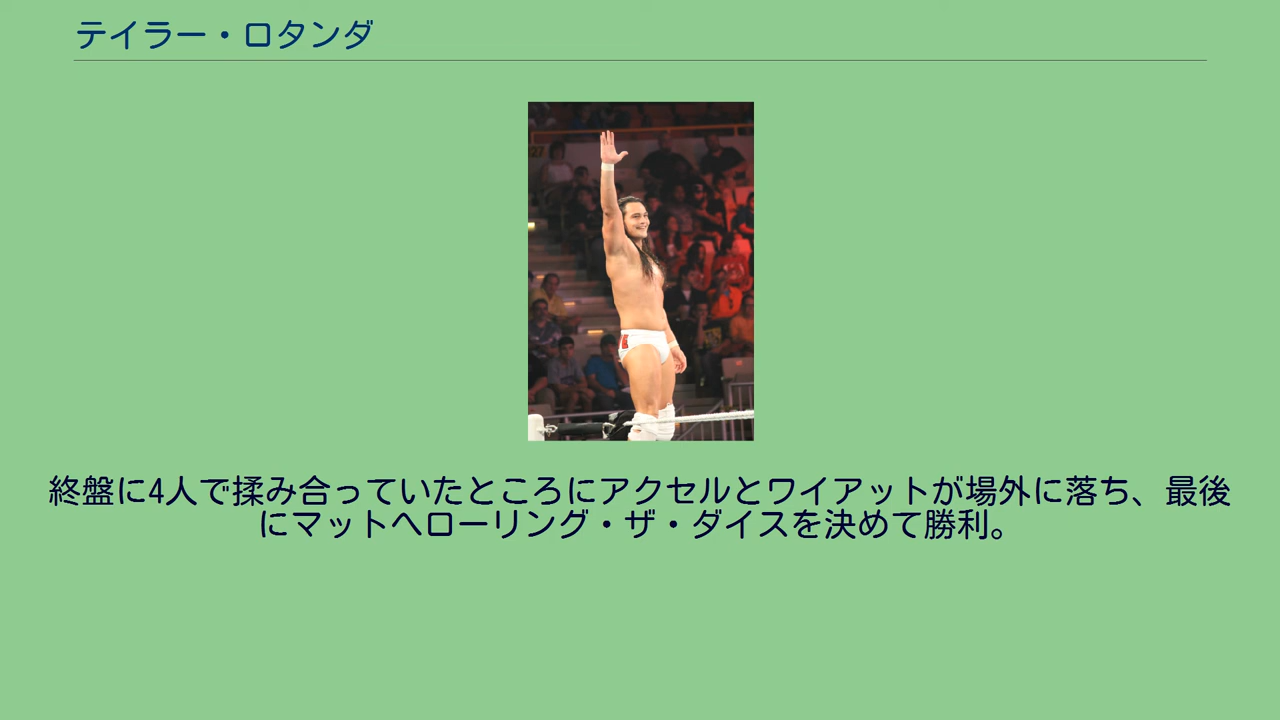 テイラー・ロタンダ
終盤に4人で揉み合っていたところにアクセルとワイアットが場外に落ち、最後
にマットへローリング・ザ・ダイスを決めて勝利。